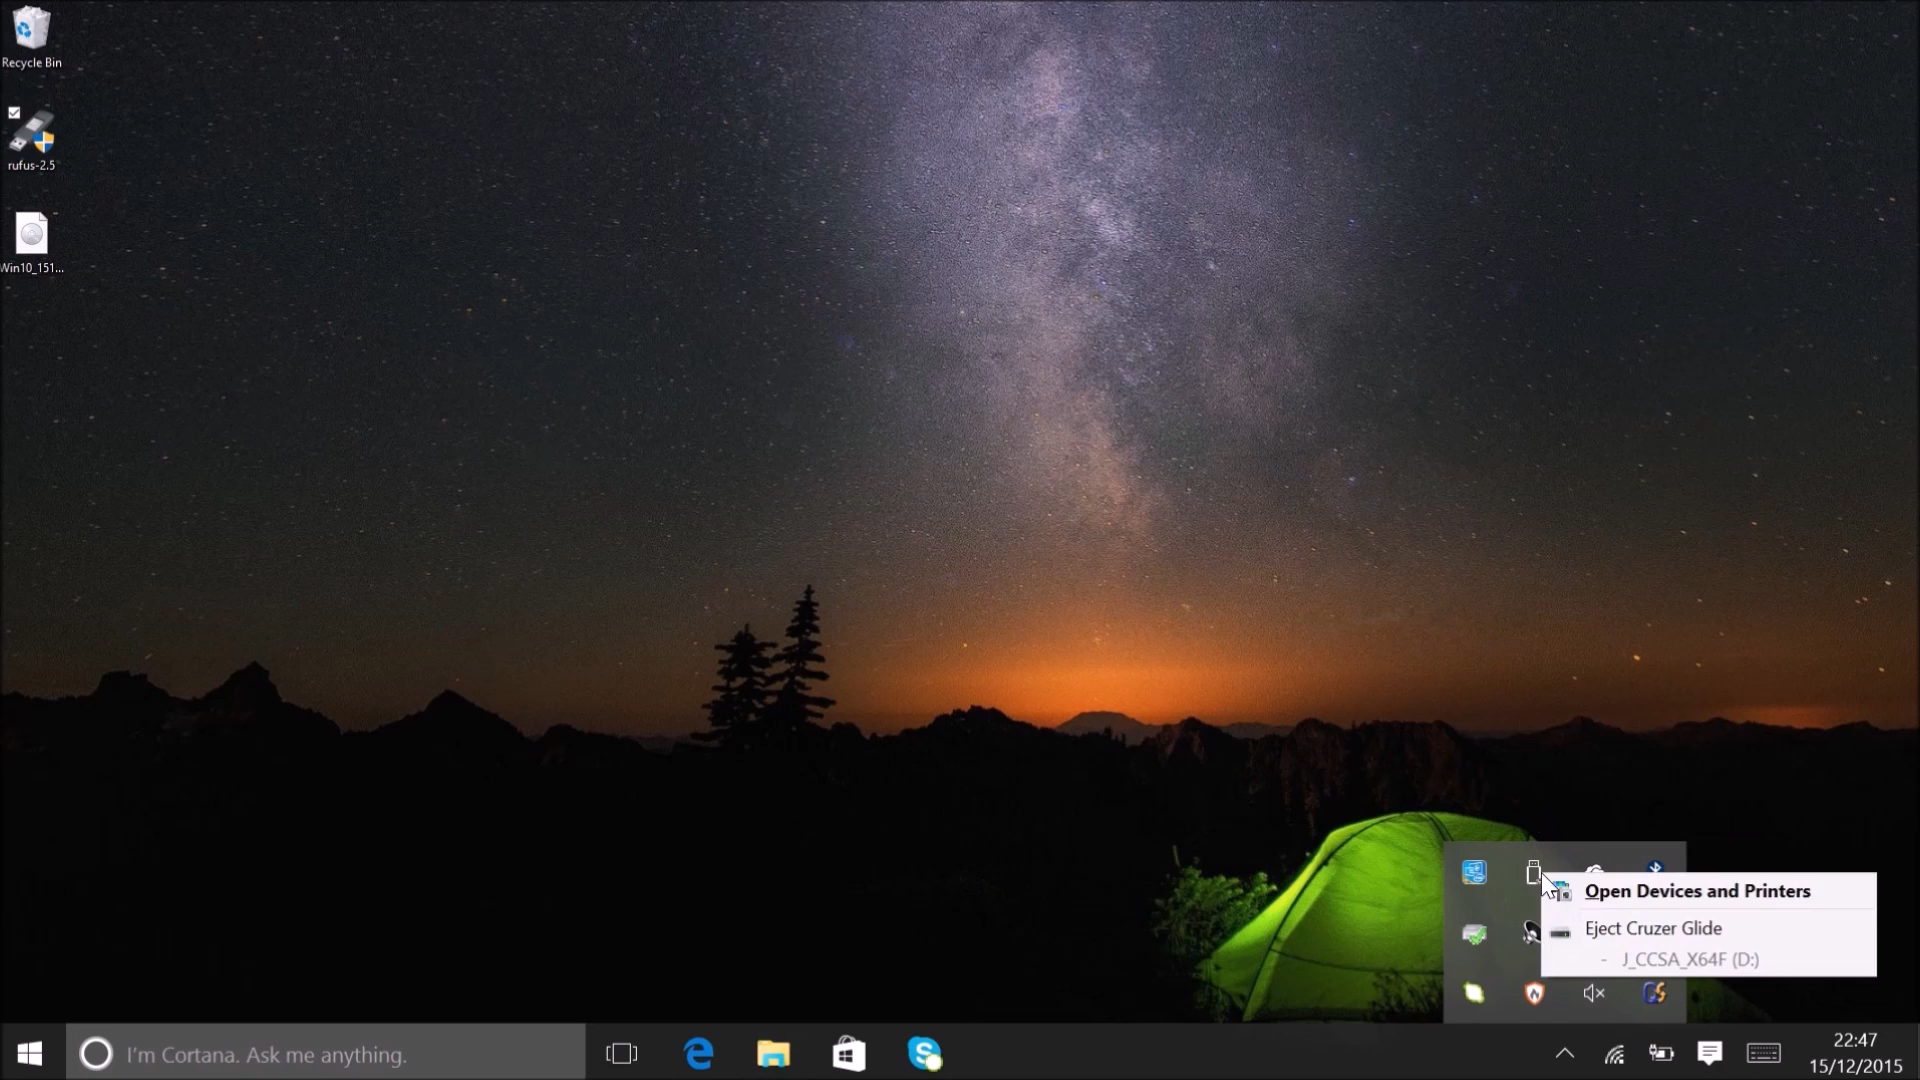 Recycle Bin
rufus-2.5
Win10_151...
Open Devices and Printers
Eject Cruzer Glide
- J_CCSA_X64F (D:)
I'm Cortana. Ask me anything.
22:47
15/12/2015